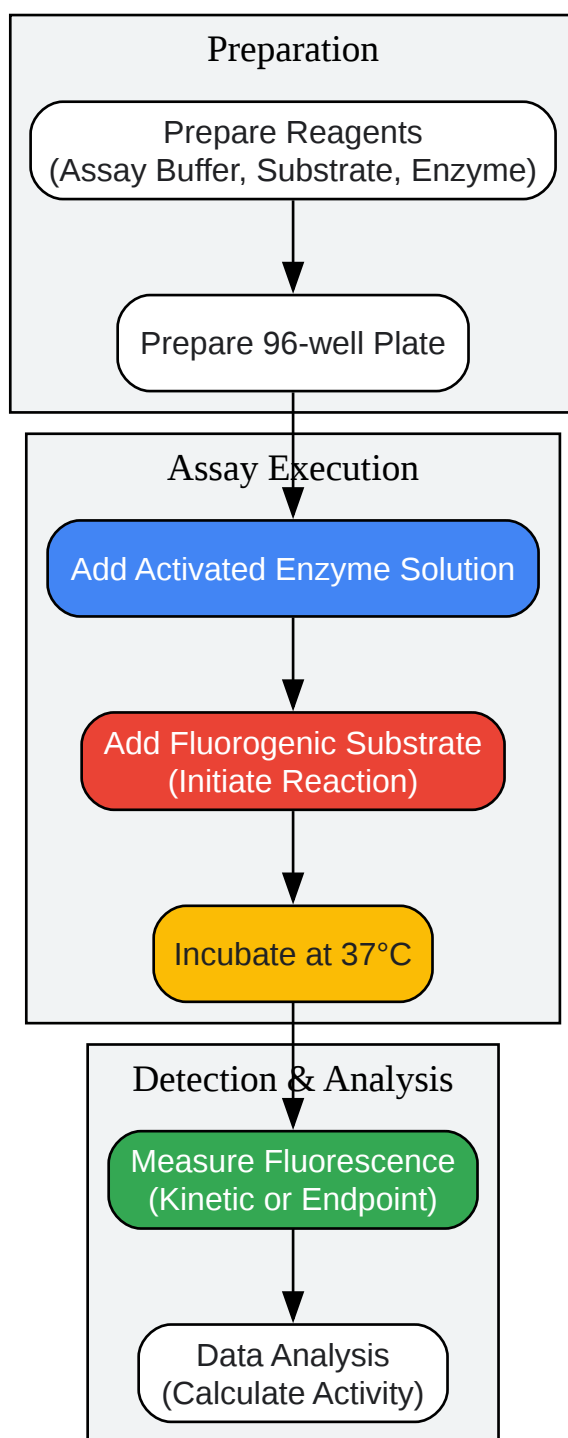 Preparation
Prepare Reagents
(Assay Buffer, Substrate, Enzyme)
Prepare 96-well Plate
Assay Execution
Add Activated Enzyme Solution
Add Fluorogenic Substrate
(Initiate Reaction)
Incubate at 37°C
Detection & Analysis
Measure Fluorescence
(Kinetic or Endpoint)
Data Analysis
(Calculate Activity)